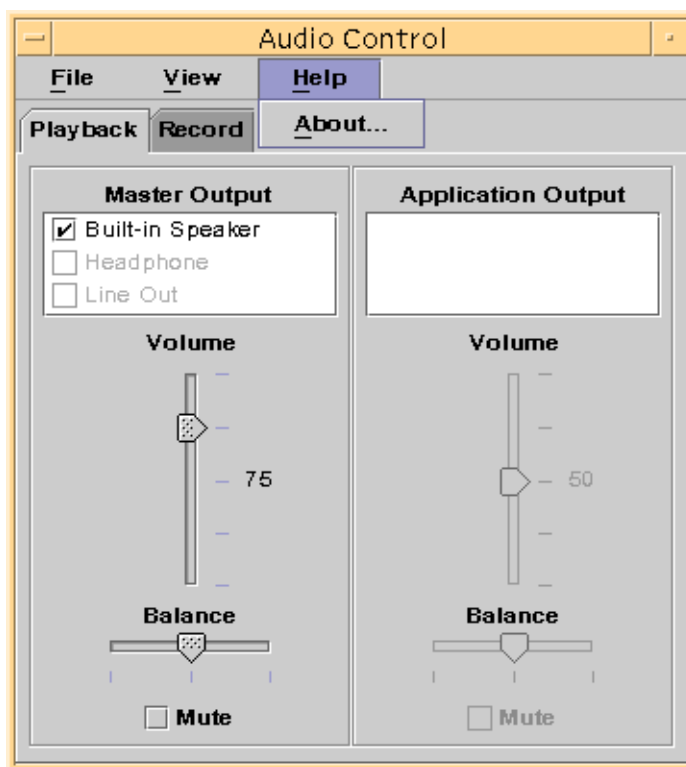 Audio Control
File View Help
Playback Record About...
Master Output Application Output
Built-in Speaker
Headphone
Line Out
Volume Volume
75 50
Balance Balance
Mute Mute